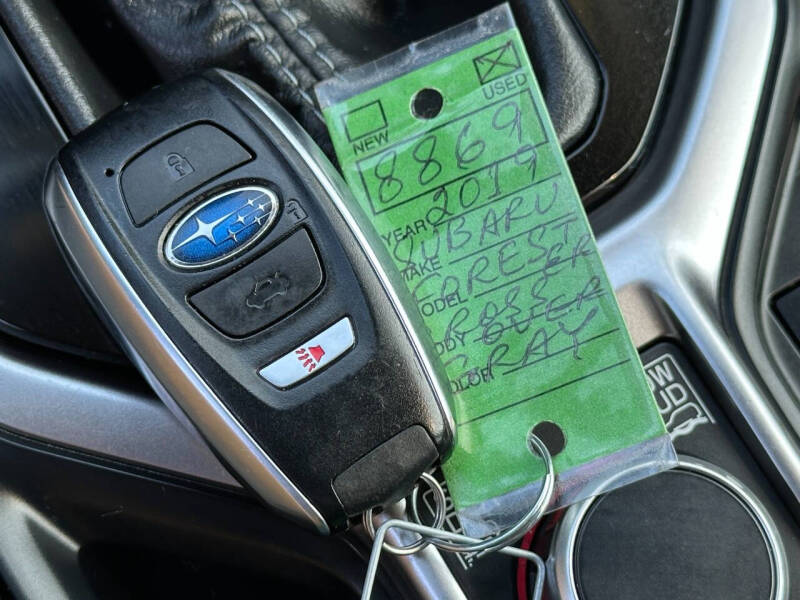 NEW
USED
8869
YEAR 2019
MAKE SUBARU
MODEL FOREST
ER
BODY CROSS
OVER
COLOR GRAY